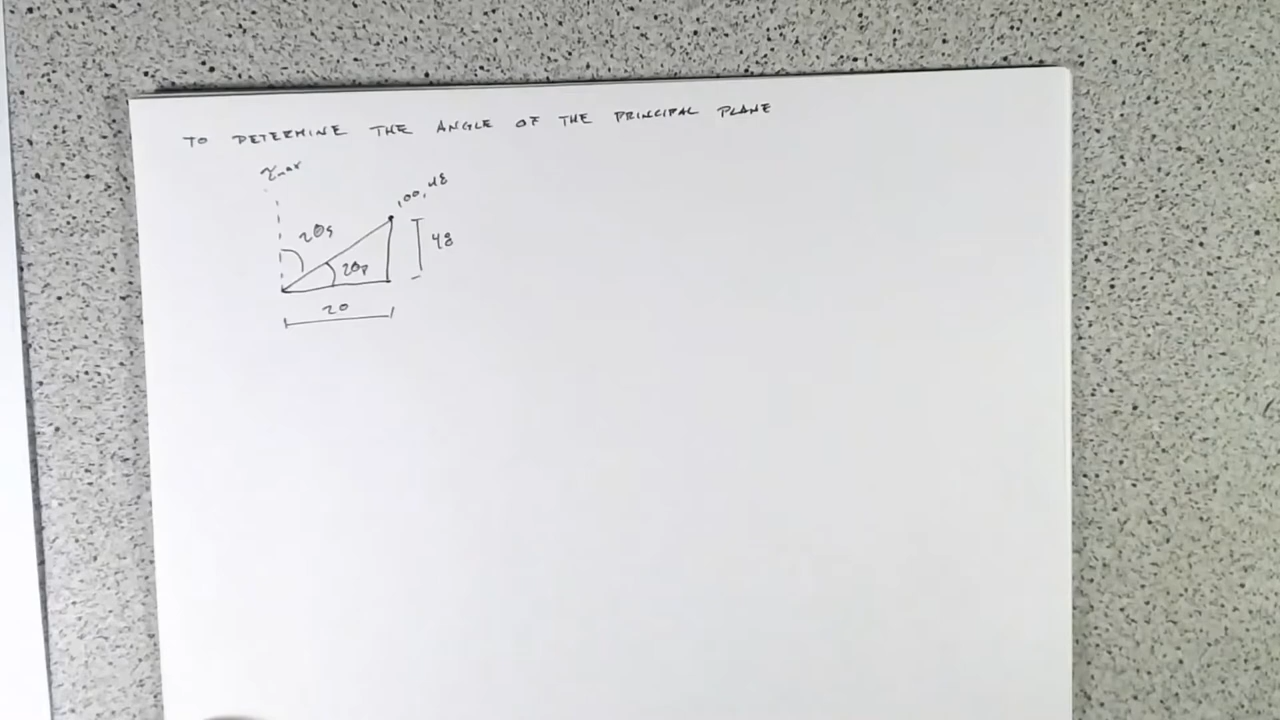 TO DETERMINE THE ANGLE OF THE PRINCIPAL PLANE
τmax
100, 48
2θs
48
2θp
20